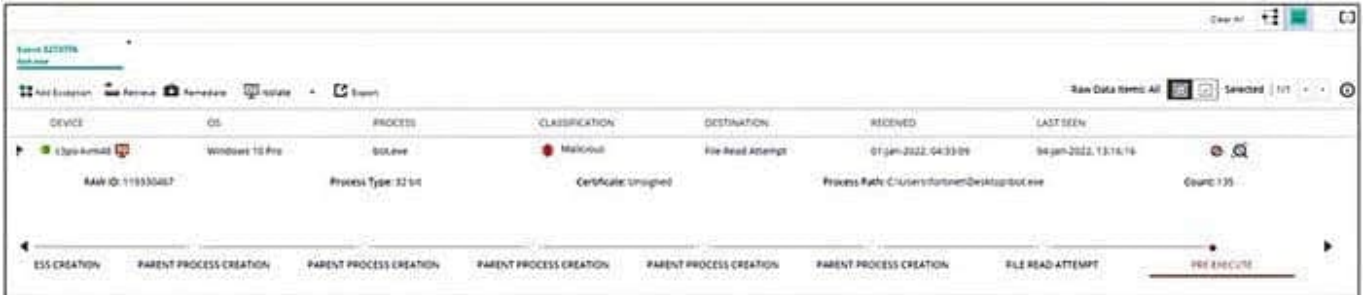 Clear All
Event
Add Exception Retrieve Remediate Isolate Export Raw Data Items: All Selected 1/1
DEVICE OS PROCESS CLASSIFICATION DESTINATION RECEIVED LAST SEEN
Windows 10 Pro bot.exe Malicious File Read Attempt 01-Jan-2022, 04:33:09 04-Jan-2022, 13:16:16
RAW ID: 119330467 Process Type: 32 bit Certificate: Unsigned Process Path: C:\Users\fortinet\Desktop\bot.exe Count: 135
ESS CREATION PARENT PROCESS CREATION PARENT PROCESS CREATION PARENT PROCESS CREATION PARENT PROCESS CREATION PARENT PROCESS CREATION FILE READ ATTEMPT PRE EXECUTE